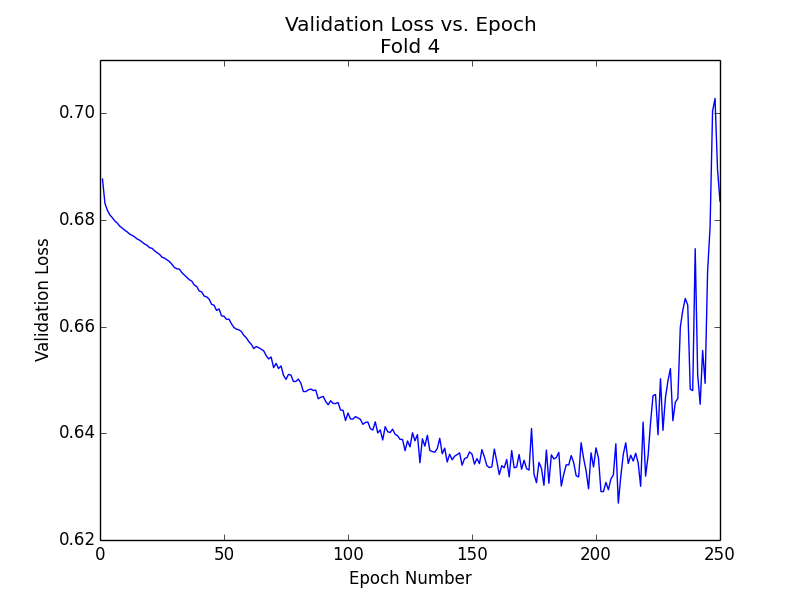 Validation Loss vs. Epoch
Fold 4
0.70
0.68
0.66
0.64
0.62
Validation Loss
0 50 100 150 200 250
Epoch Number